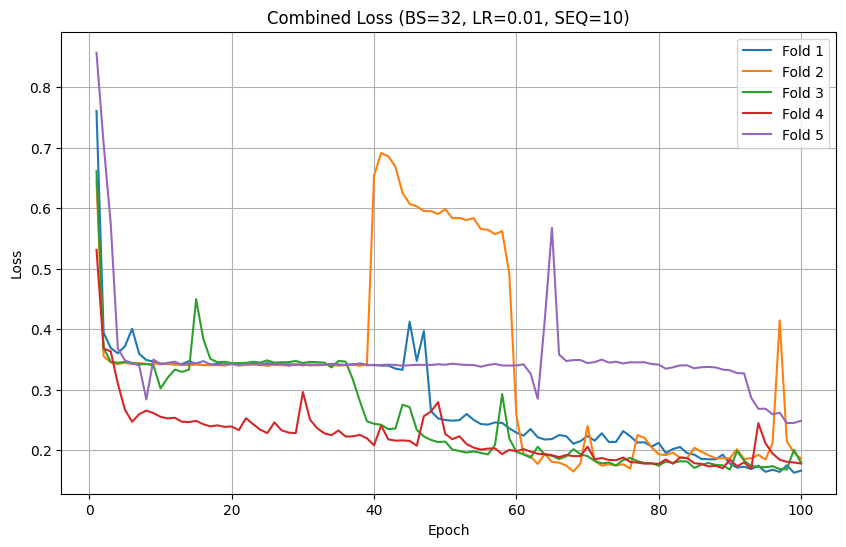 Combined Loss (BS=32, LR=0.01, SEQ=10)
Fold 1
Fold 2
Fold 3
Fold 4
Fold 5
Loss
0.8
0.7
0.6
0.5
0.4
0.3
0.2
0 20 40 60 80 100
Epoch